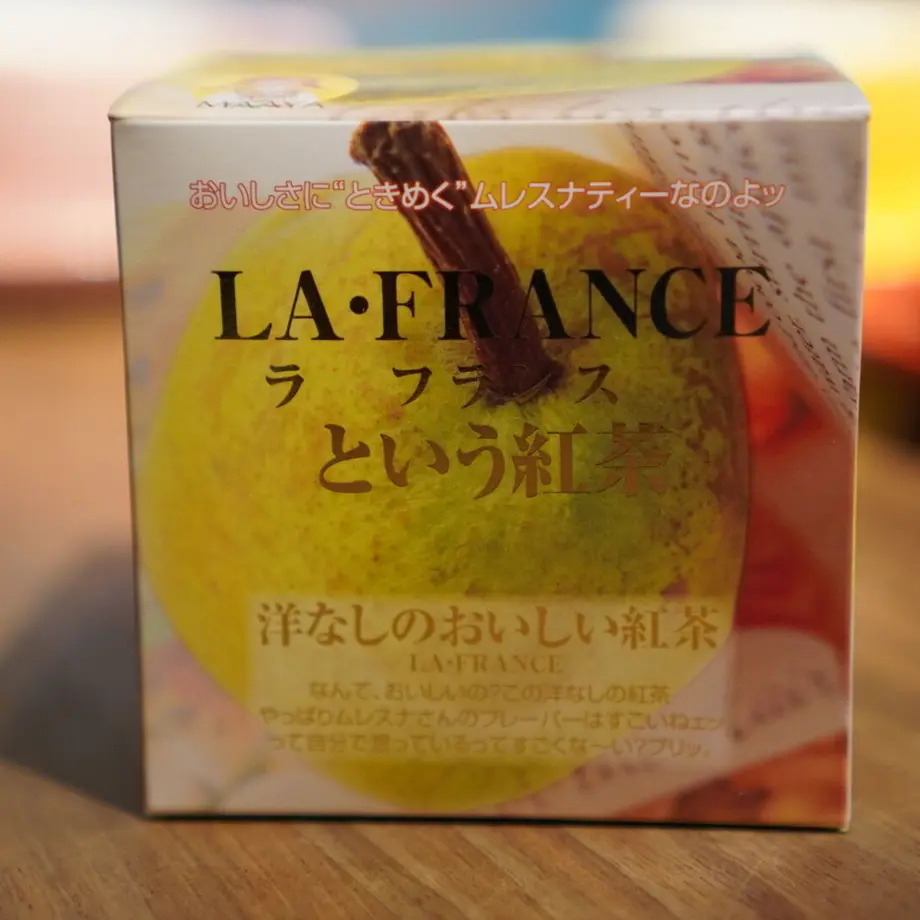 MAAYA
おいしさに“ときめく”ムレスナティーなのよッ
LA・FRANCE
ラ フランス
という紅茶
洋なしのおいしい紅茶
LA・FRANCE
なんで、おいしいの?この洋なしの紅茶
やっぱりムレスナさんのフレーバーはすごいねェッ
って自分で思っているってすごくな〜い?プリッ。